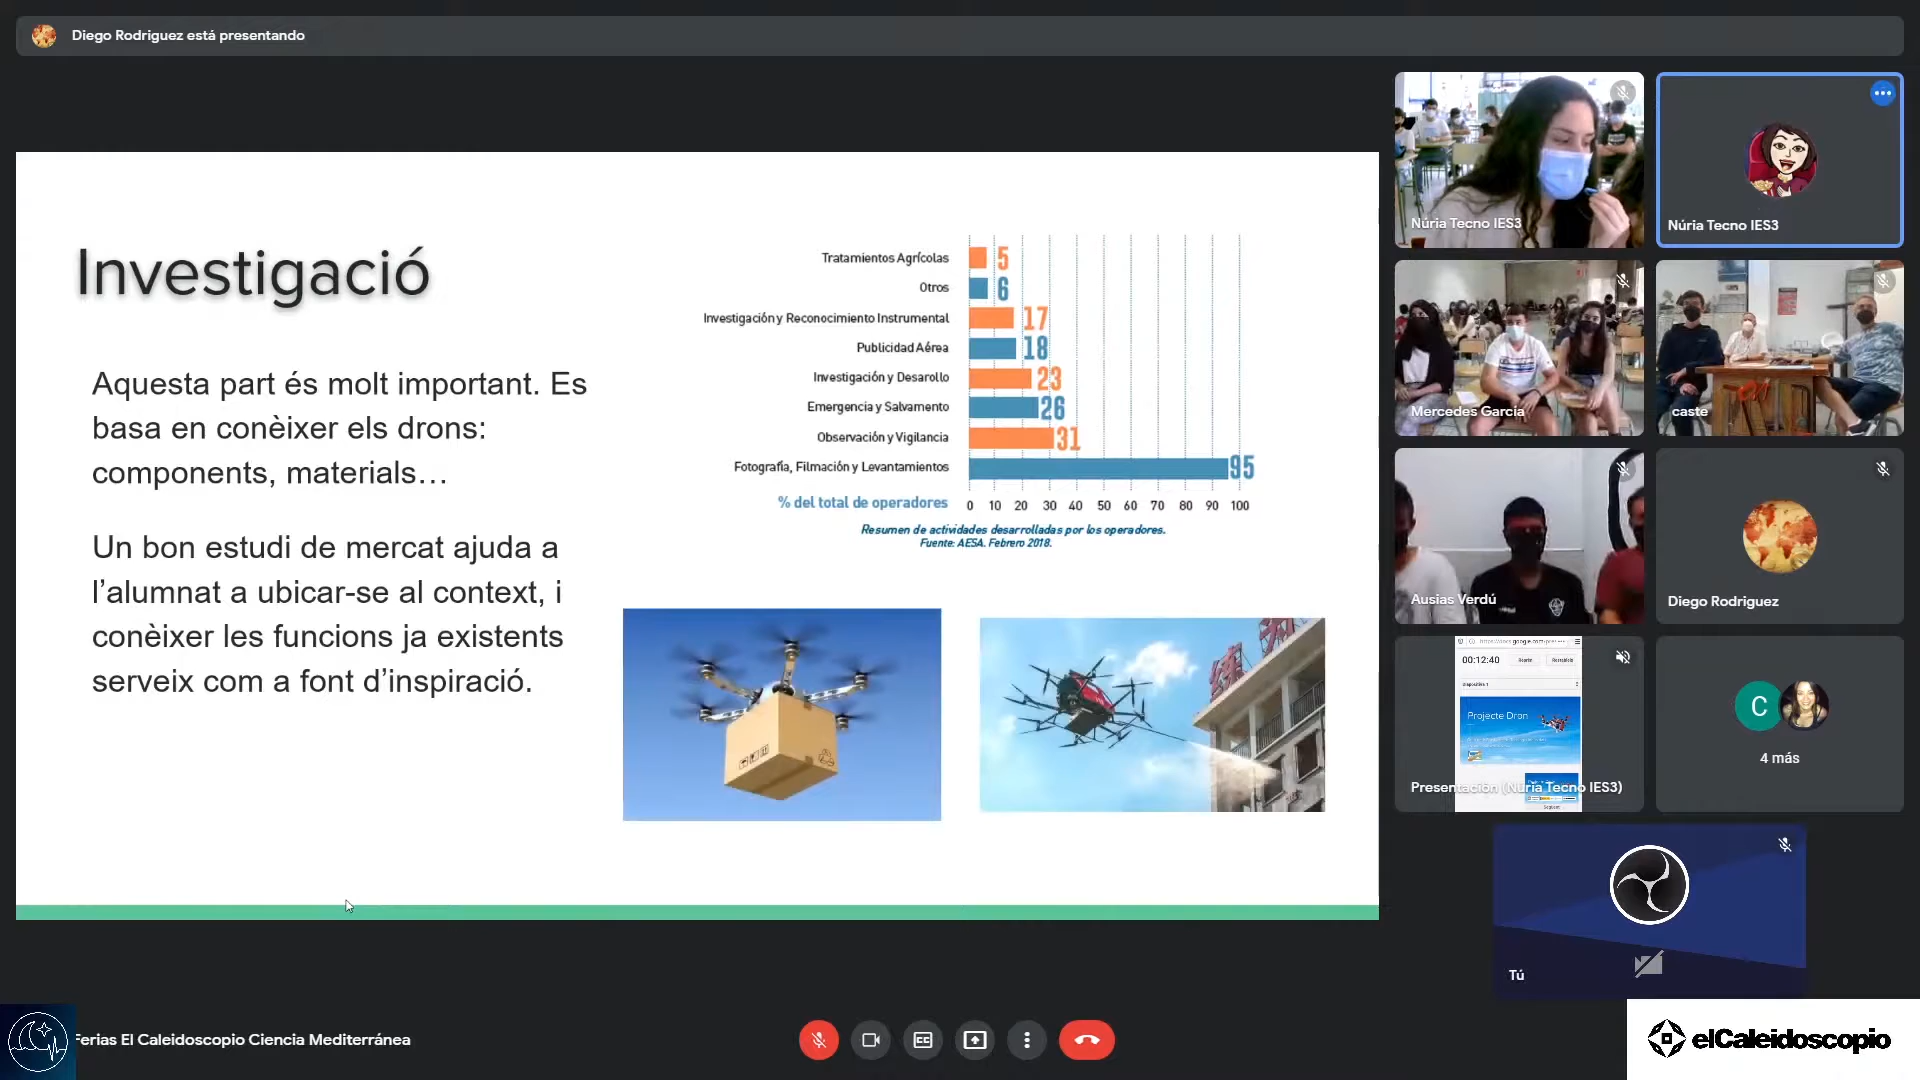 Diego Rodriguez está presentando
Investigació
Aquesta part és molt important. Es
basa en conèixer els drons:
components, materials…
Un bon estudi de mercat ajuda a
l’alumnat a ubicar-se al context, i
conèixer les funcions ja existents
serveix com a font d’inspiració.
Tratamientos Agrícolas 5
Otros 6
Investigación y Reconocimiento Instrumental 17
Publicidad Aérea 18
Investigación y Desarollo 23
Emergencia y Salvamento 26
Observación y Vigilancia 31
Fotografía, Filmación y Levantamientos 95
% del total de operadores 0 10 20 30 40 50 60 70 80 90 100
Resumen de actividades desarrolladas por los operadores.
Fuente: AESA. Febrero 2018.
Núria Tecno IES3
Núria Tecno IES3
Mercedes García
caste
Ausias Verdú
Diego Rodriguez
00:12:40
Projecte Dron
Presentación (Núria Tecno IES3)
C
4 más
Tú
Ferias El Caleidoscopio Ciencia Mediterránea
CC
elCaleidoscopio